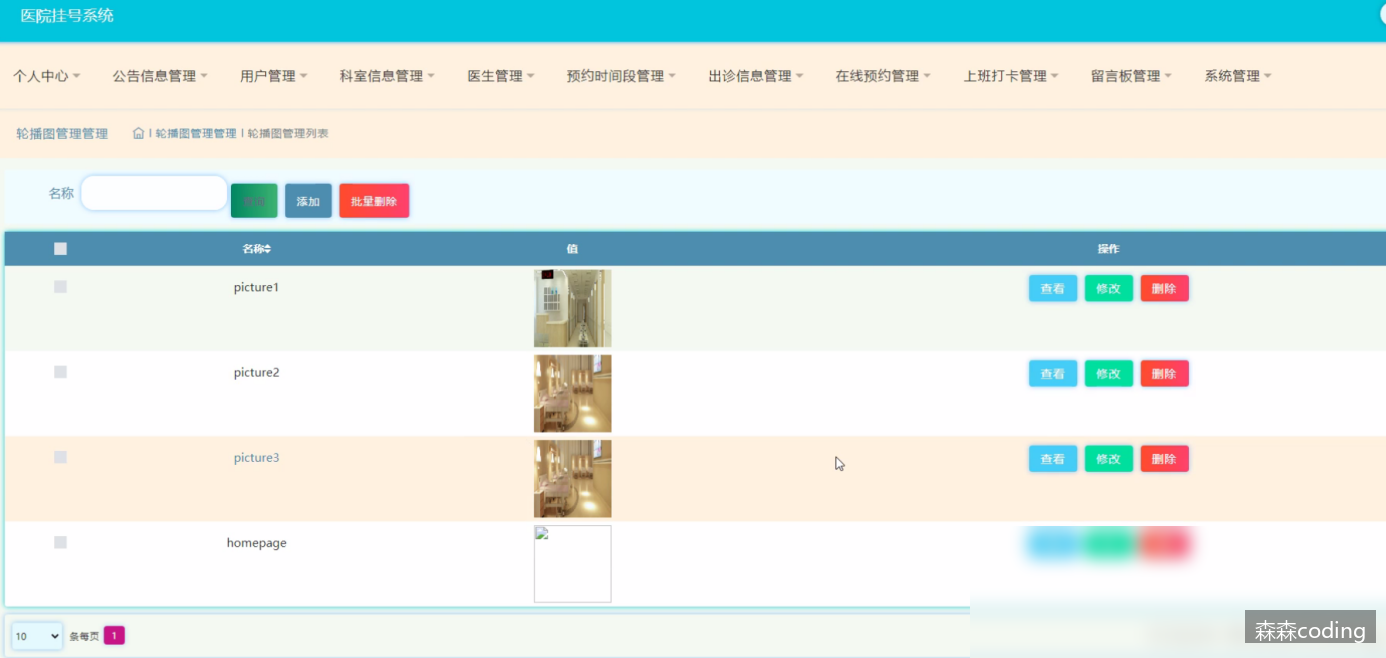 医院挂号系统
个人中心 公告信息管理 用户管理 科室信息管理 医生管理 预约时间段管理 出诊信息管理 在线预约管理 上班打卡管理 留言板管理 系统管理
轮播图管理管理 | 轮播图管理管理 | 轮播图管理列表
名称 添加 批量删除
名称 值 操作
picture1 查看 修改 删除
picture2 查看 修改 删除
picture3 查看 修改 删除
homepage
10 条每页 1
森森coding